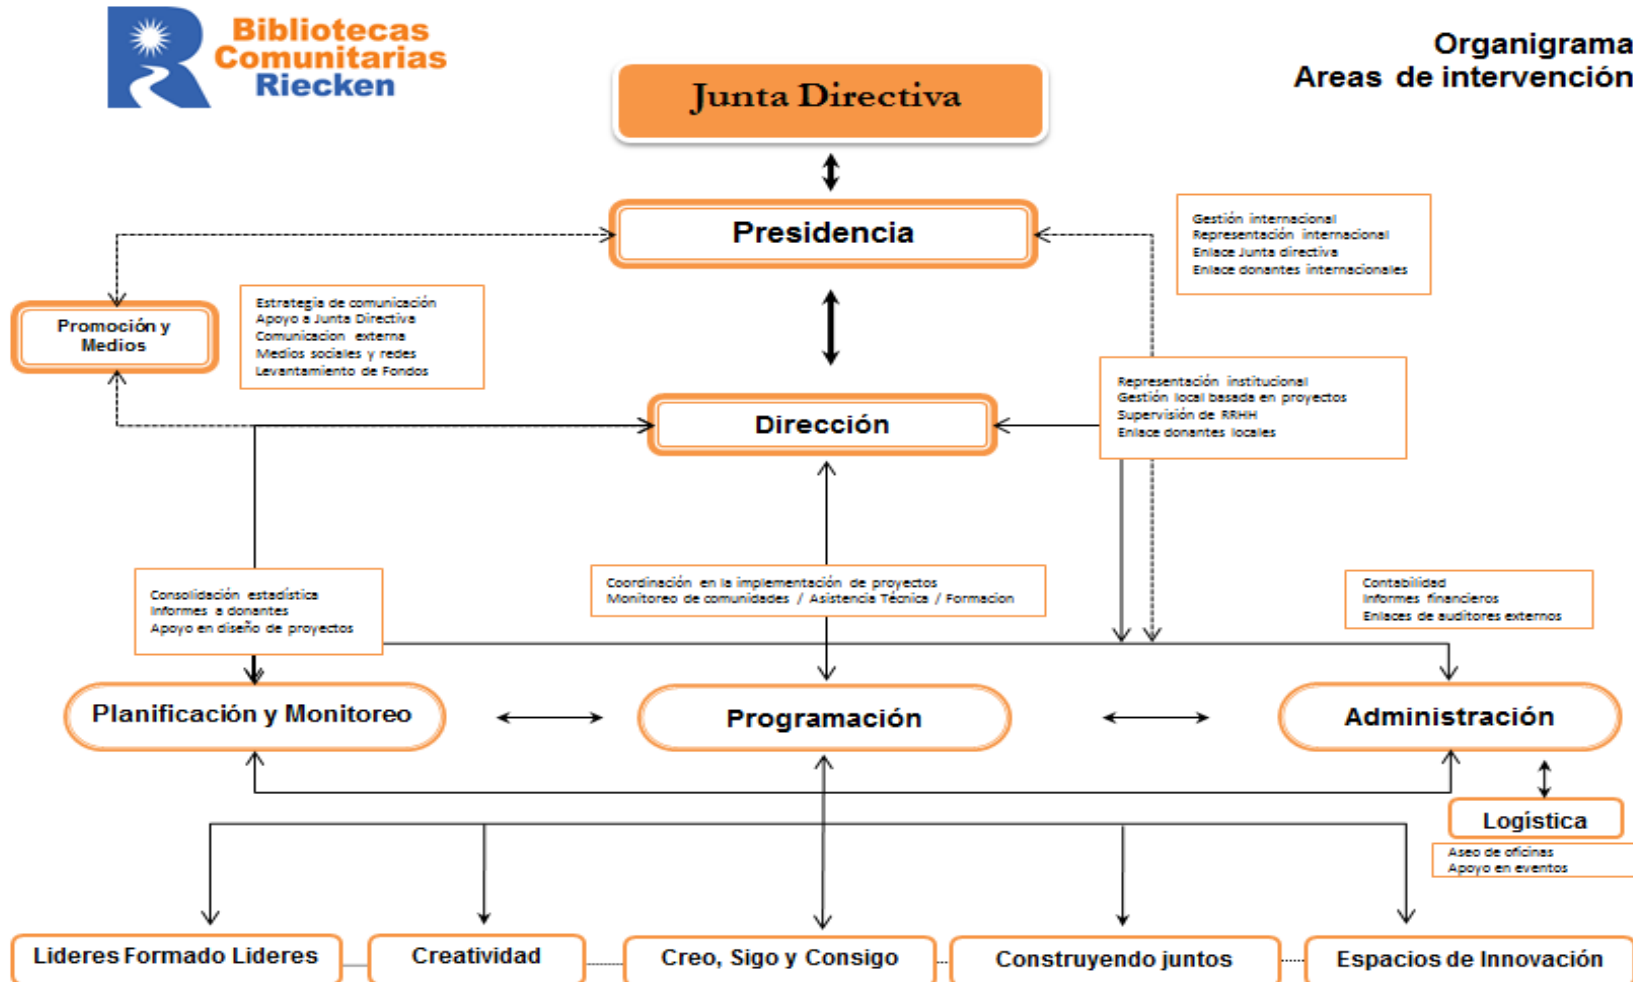 Bibliotecas
Comunitarias
Riecken
Organigrama
Areas de intervención
Junta Directiva
Presidencia
Gestión internacional
Representación internacional
Enlace Junta directiva
Enlace donantes internacionales
Promoción y
Medios
Estrategia de comunicación
Apoyo a Junta Directiva
Comunicacion externa
Medios sociales y redes
Levantamiento de Fondos
Representación institucional
Gestión local basada en proyectos
Supervisión de RRHH
Enlace donantes locales
Dirección
Consolidación estadística
Informes a donantes
Apoyo en diseño de proyectos
Coordinación en la implementación de proyectos
Monitoreo de comunidades / Asistencia Técnica / Formacion
Contabilidad
Informes financieros
Enlaces de auditores externos
Planificación y Monitoreo
Programación
Administración
Logística
Aseo de oficinas
Apoyo en eventos
Lideres Formado Lideres
Creatividad
Creo, Sigo y Consigo
Construyendo juntos
Espacios de Innovación